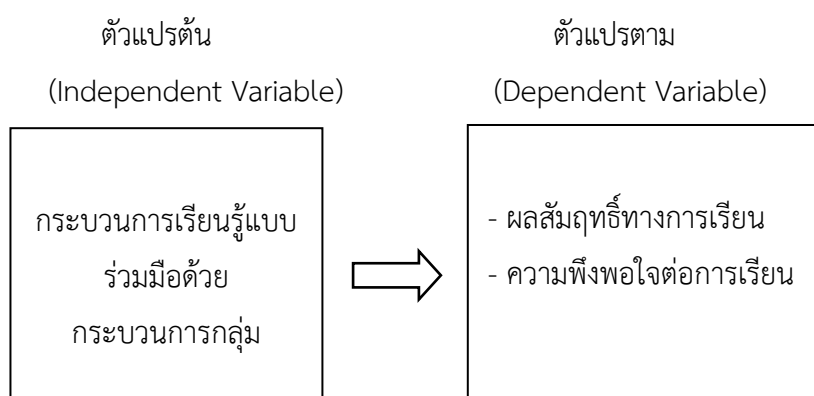 ตัวแปรต้น
(Independent Variable)
ตัวแปรตาม
(Dependent Variable)
กระบวนการเรียนรู้แบบ
ร่วมมือด้วย
กระบวนการกลุ่ม
- ผลสัมฤทธิ์ทางการเรียน
- ความพึงพอใจต่อการเรียน